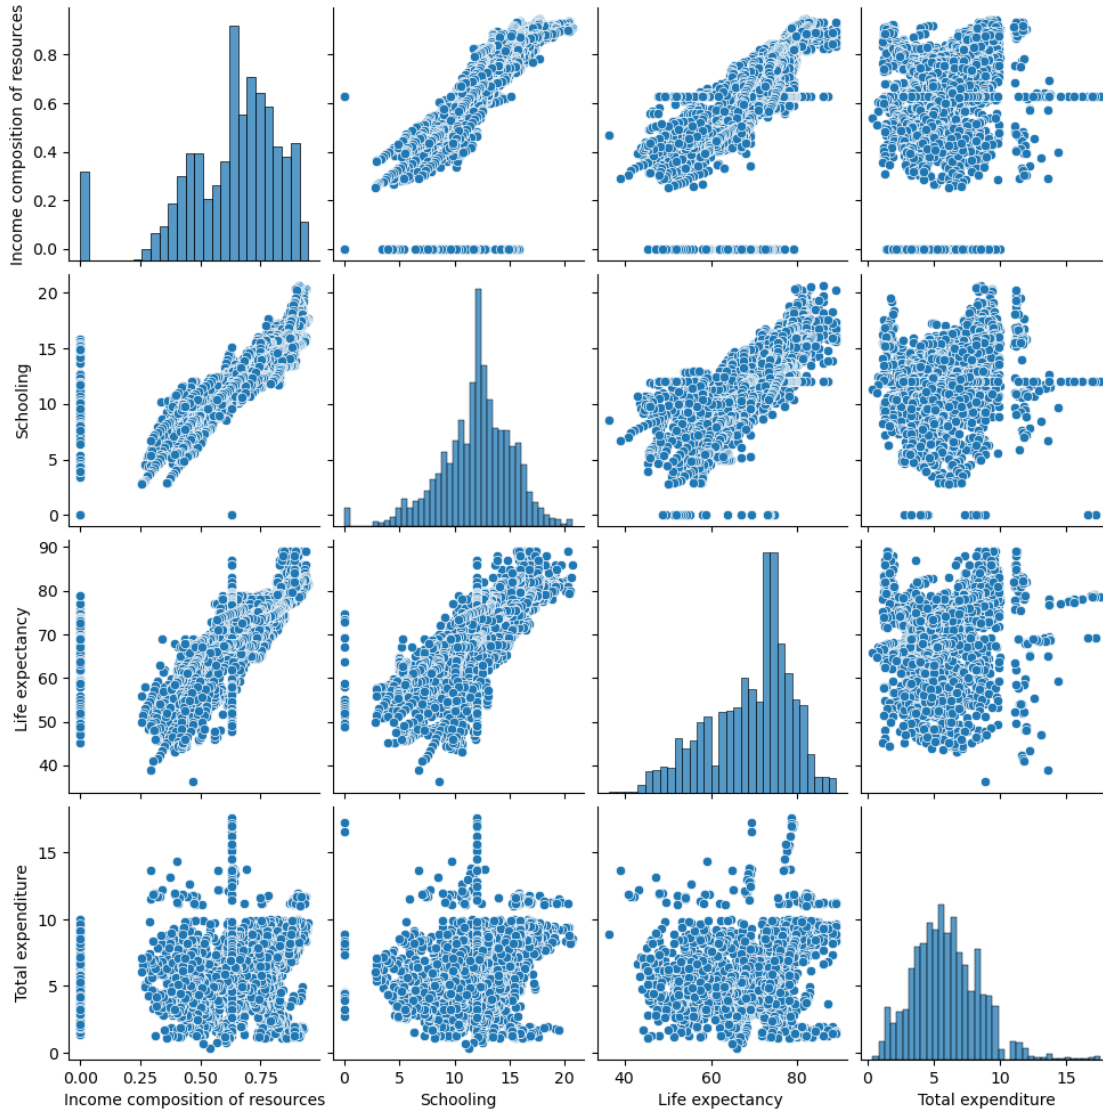 Income composition of resources
0.8
0.6
0.4
0.2
0.0
Schooling
20
15
10
5
0
Life expectancy
90
80
70
60
50
40
Total expenditure
15
10
5
0
0.00 0.25 0.50 0.75
0 5 10 15 20
40 60 80
0 5 10 15
Income composition of resources
Schooling
Life expectancy
Total expenditure